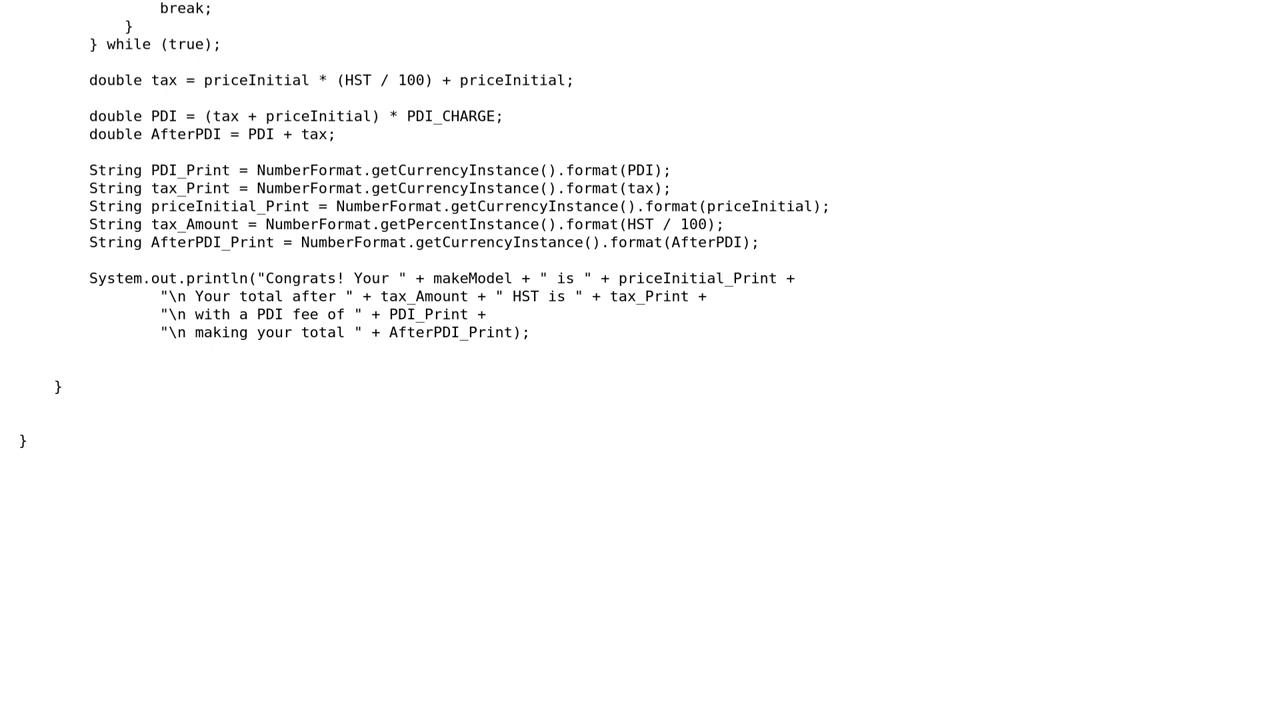 break;
            }
        } while (true);

        double tax = priceInitial * (HST / 100) + priceInitial;

        double PDI = (tax + priceInitial) * PDI_CHARGE;
        double AfterPDI = PDI + tax;

        String PDI_Print = NumberFormat.getCurrencyInstance().format(PDI);
        String tax_Print = NumberFormat.getCurrencyInstance().format(tax);
        String priceInitial_Print = NumberFormat.getCurrencyInstance().format(priceInitial);
        String tax_Amount = NumberFormat.getPercentInstance().format(HST / 100);
        String AfterPDI_Print = NumberFormat.getCurrencyInstance().format(AfterPDI);

        System.out.println("Congrats! Your " + makeModel + " is " + priceInitial_Print +
                "\n Your total after " + tax_Amount + " HST is " + tax_Print +
                "\n with a PDI fee of " + PDI_Print +
                "\n making your total " + AfterPDI_Print);


    }


}